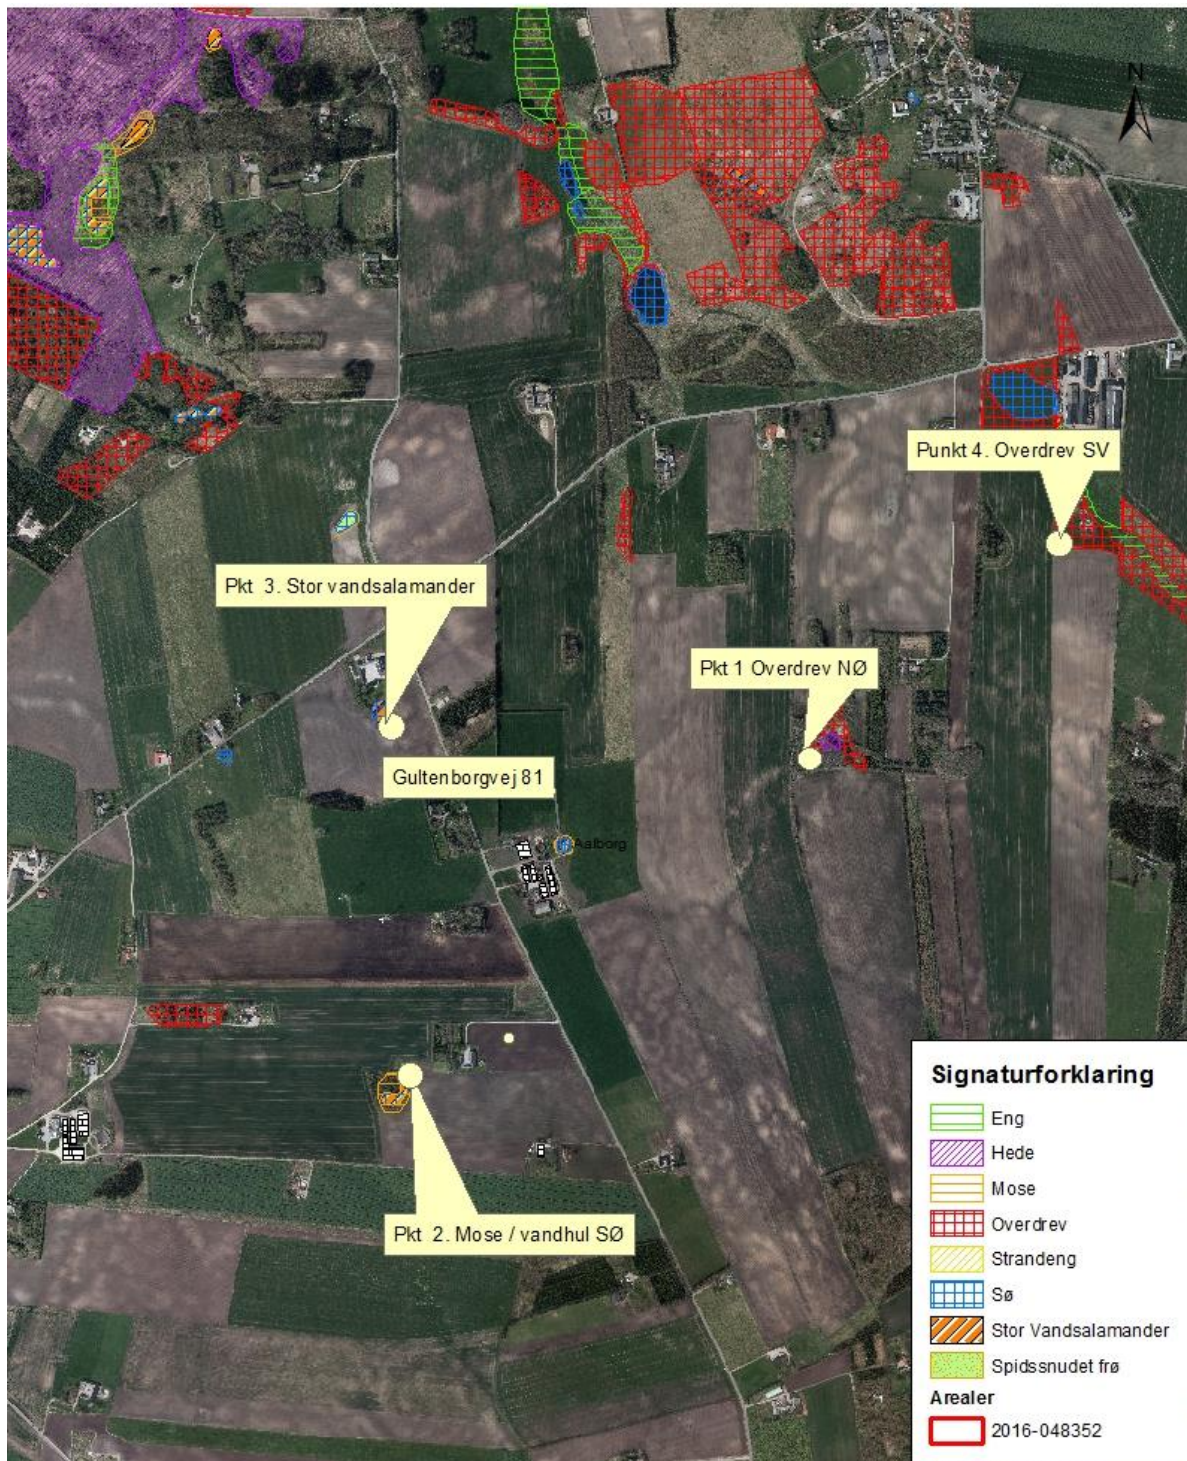 N
Punkt 4. Overdrev SV
Pkt 3. Stor vandsalamander
Pkt 1 Overdrev NØ
Gultenborgvej 81
Aalborg
Pkt 2. Mose / vandhul SØ
Signaturforklaring
Eng
Hede
Mose
Overdrev
Strandeng
Sø
Stor Vandsalamander
Spidssnudet frø
Arealer
2016-048352